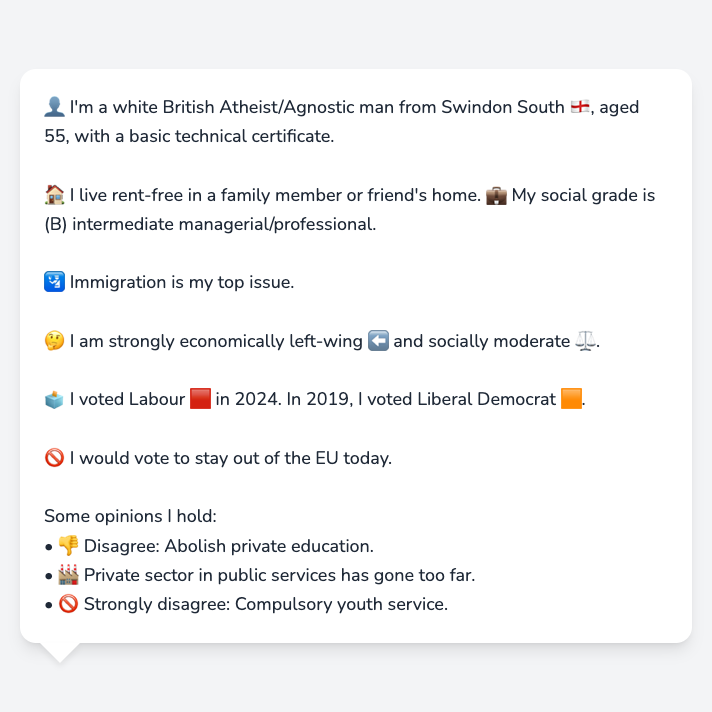 👤 I'm a white British Atheist/Agnostic man from Swindon South 🏴󠁧󠁢󠁥󠁮󠁧󠁿, aged
55, with a basic technical certificate.
🏠 I live rent-free in a family member or friend's home. 💼 My social grade is
(B) intermediate managerial/professional.
🛂 Immigration is my top issue.
🤔 I am strongly economically left-wing ⬅️ and socially moderate ⚖️.
🗳️ I voted Labour 🟥 in 2024. In 2019, I voted Liberal Democrat 🟧.
🚫 I would vote to stay out of the EU today.
Some opinions I hold:
• 👎 Disagree: Abolish private education.
• 🏭 Private sector in public services has gone too far.
• 🚫 Strongly disagree: Compulsory youth service.